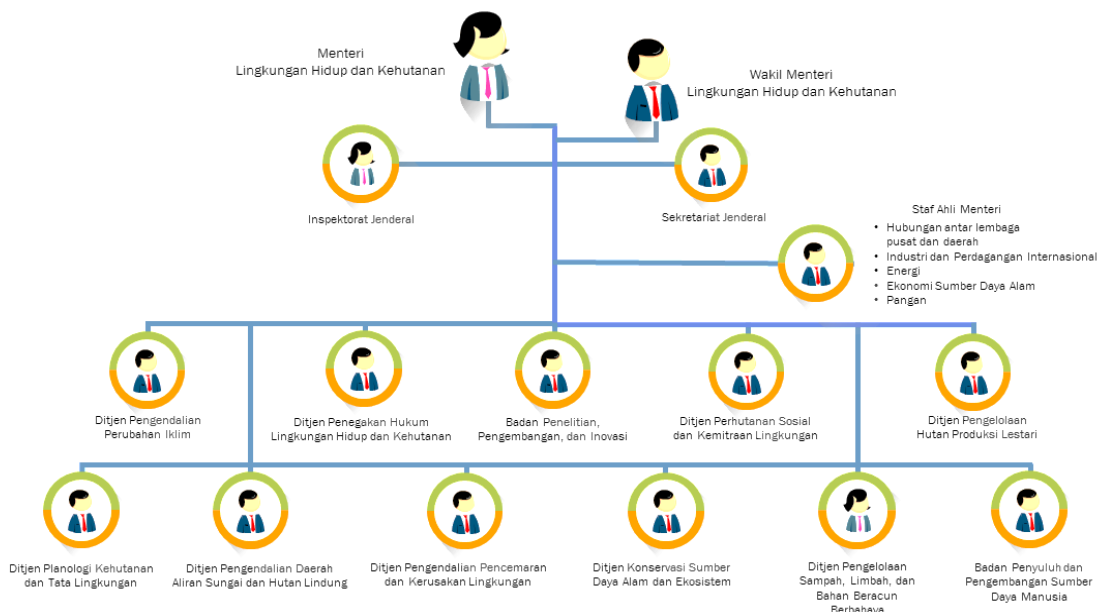 Menteri
Lingkungan Hidup dan Kehutanan
Wakil Menteri
Lingkungan Hidup dan Kehutanan
Inspektorat Jenderal
Sekretariat Jenderal
Staf Ahli Menteri
• Hubungan antar lembaga
pusat dan daerah
• Industri dan Perdagangan Internasional
• Energi
• Ekonomi Sumber Daya Alam
• Pangan
Ditjen Pengendalian
Perubahan Iklim
Ditjen Penegakan Hukum
Lingkungan Hidup dan Kehutanan
Badan Penelitian,
Pengembangan, dan Inovasi
Ditjen Perhutanan Sosial
dan Kemitraan Lingkungan
Ditjen Pengelolaan
Hutan Produksi Lestari
Ditjen Planologi Kehutanan
dan Tata Lingkungan
Ditjen Pengendalian Daerah
Aliran Sungai dan Hutan Lindung
Ditjen Pengendalian Pencemaran
dan Kerusakan Lingkungan
Ditjen Konservasi Sumber
Daya Alam dan Ekosistem
Ditjen Pengelolaan
Sampah, Limbah, dan
Bahan Beracun
Berbahaya
Badan Penyuluh dan
Pengembangan Sumber
Daya Manusia